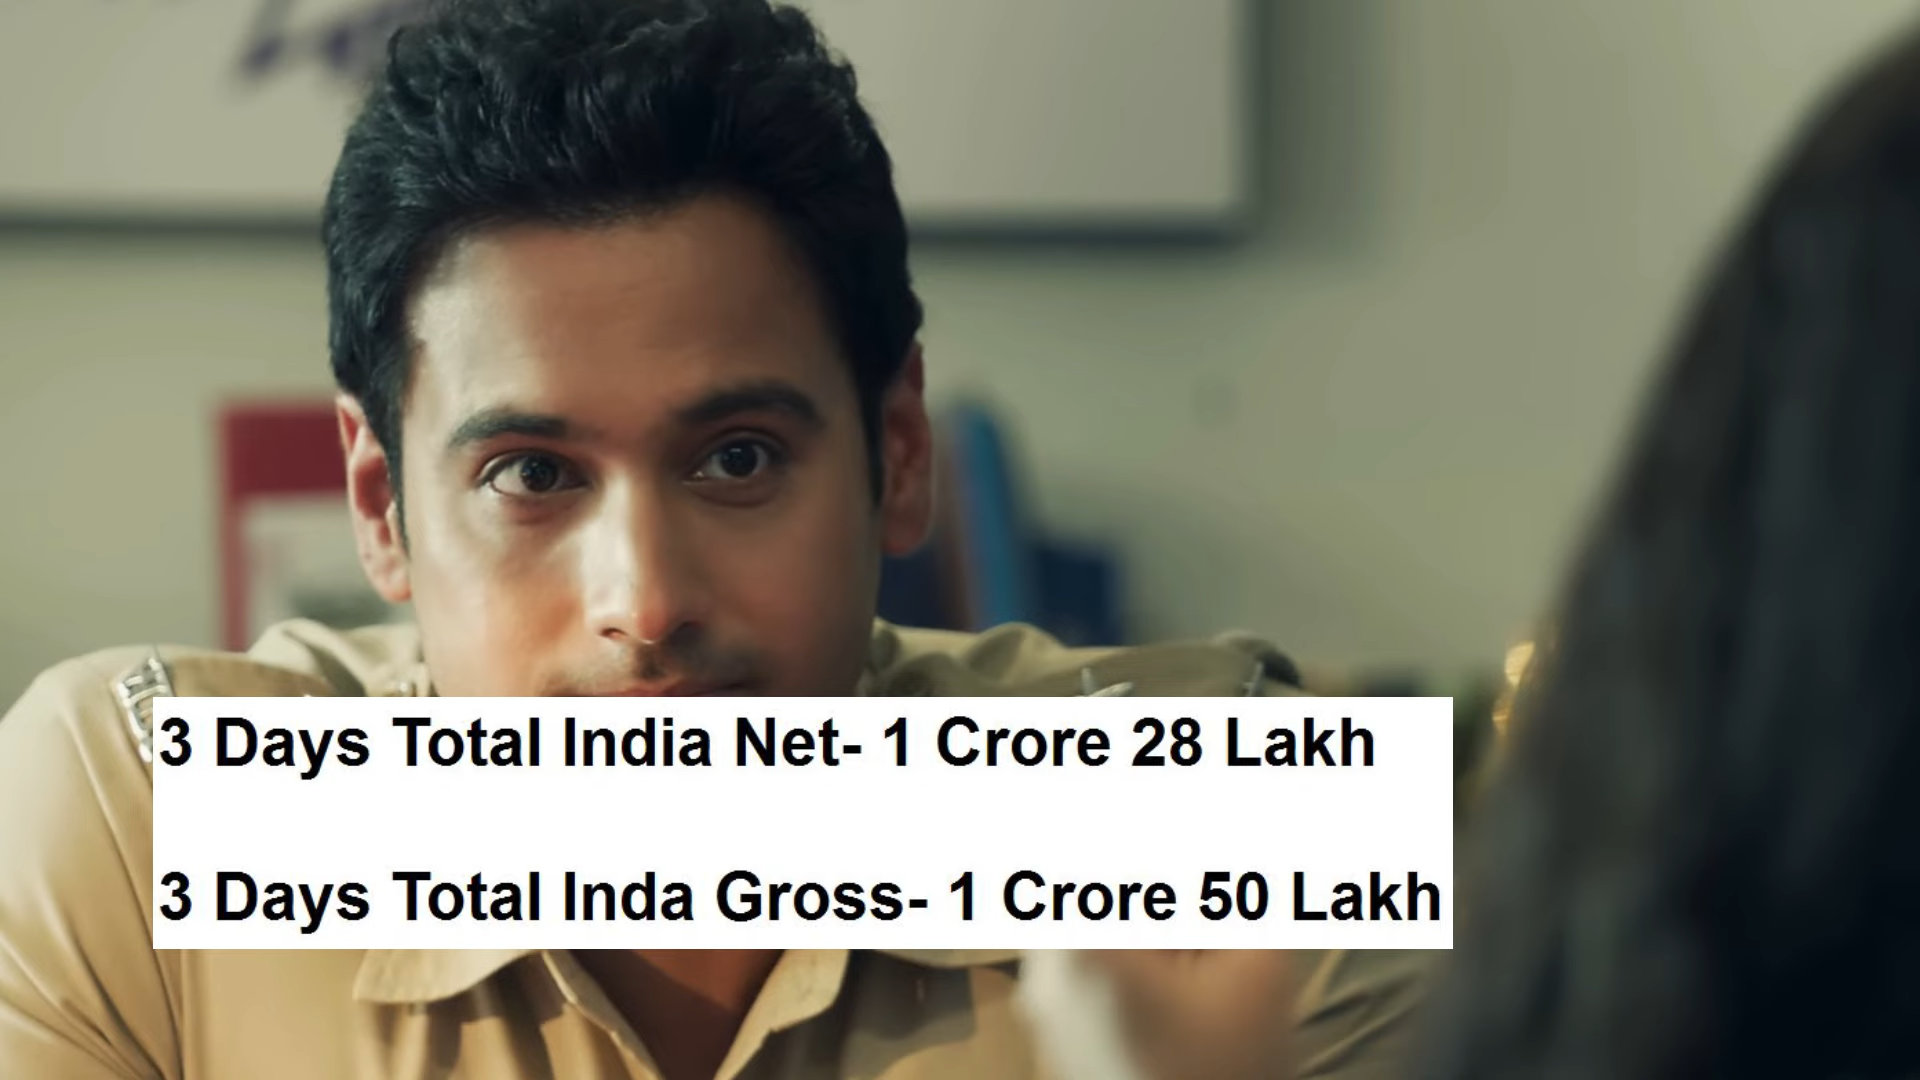 3 Days Total India Net- 1 Crore 28 Lakh
3 Days Total Inda Gross- 1 Crore 50 Lakh